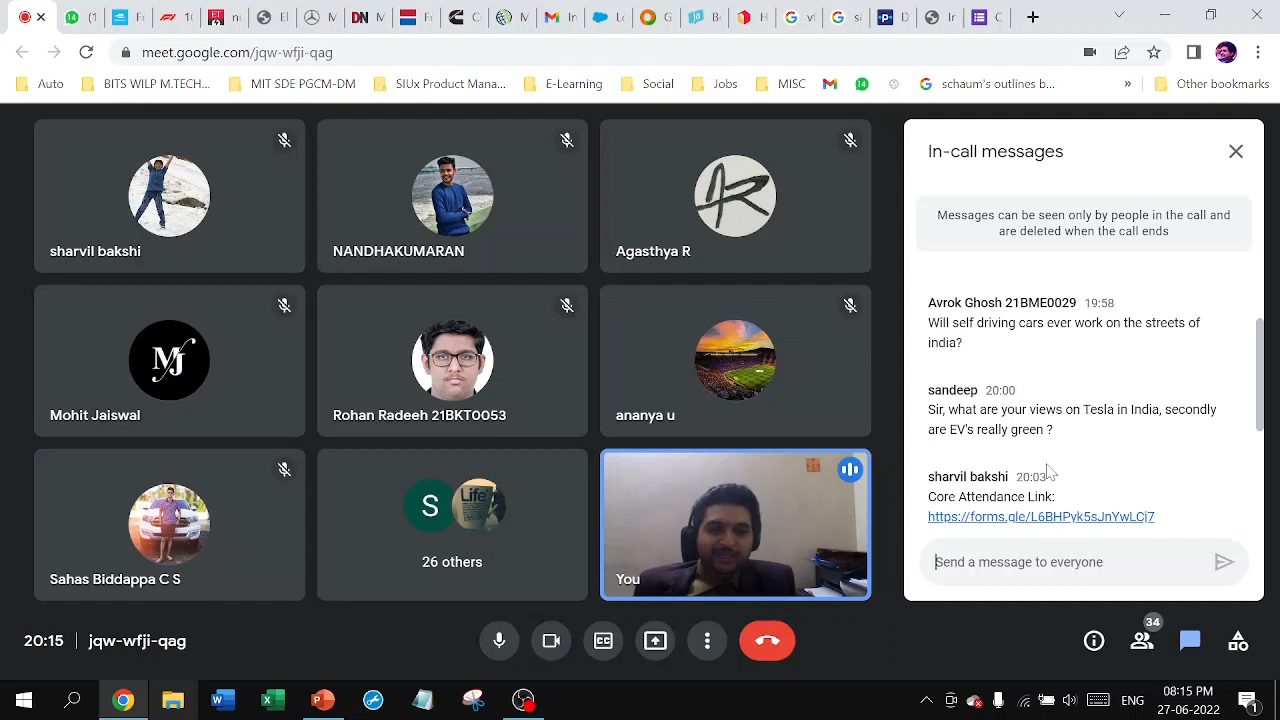 meet.google.com/jqw-wfji-qag
Auto
BITS WILP M.TECH...
MIT SDE PGCM-DM
SIUx Product Mana...
E-Learning
Social
Jobs
MISC
14
schaum's outlines b...
»
Other bookmarks
sharvil bakshi
NANDHAKUMARAN
Agasthya R
Mohit Jaiswal
MJ
Rohan Radeeh 21BKT0053
ananya u
Sahas Biddappa C S
S
Life
26 others
You
In-call messages
Messages can be seen only by people in the call and
are deleted when the call ends
Avrok Ghosh 21BME0029 19:58
Will self driving cars ever work on the streets of
india?
sandeep 20:00
Sir, what are your views on Tesla in India, secondly
are EV's really green ?
sharvil bakshi 20:03
Core Attendance Link:
https://forms.gle/L6BHPyk5sJnYwLCj7
Send a message to everyone
20:15 | jqw-wfji-qag
34
ENG
08:15 PM
27-06-2022
1